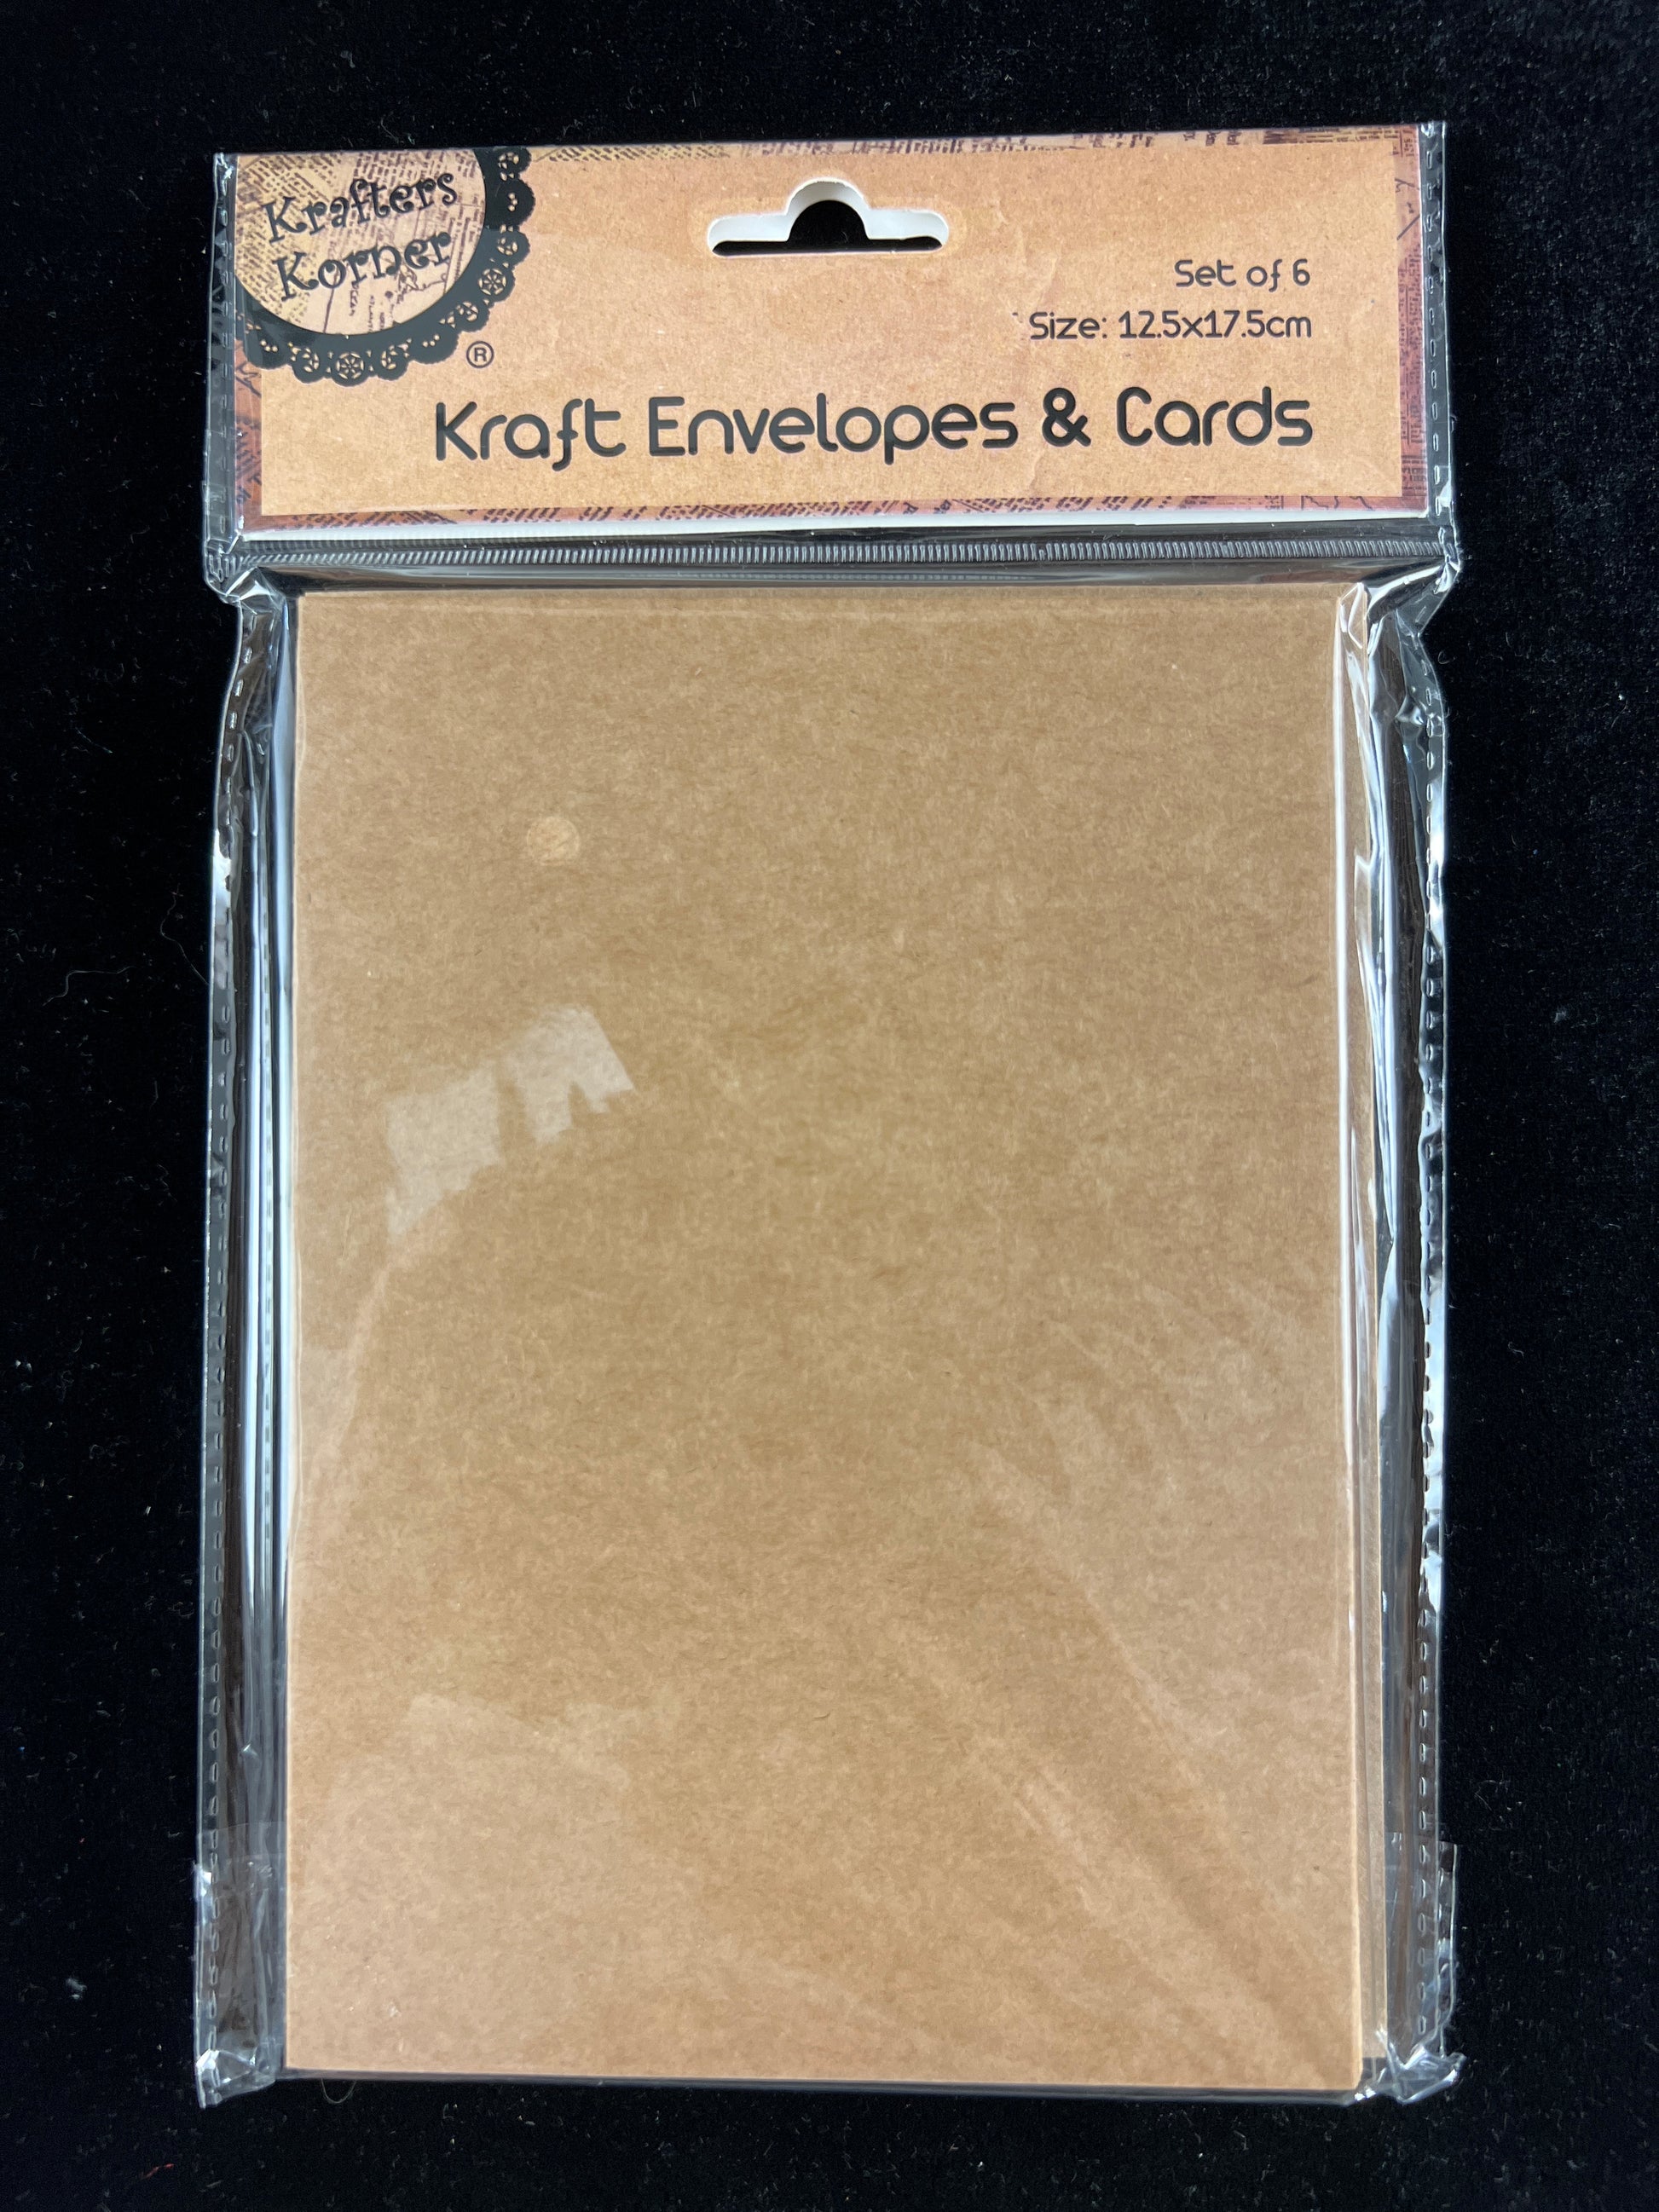 Krafters
Korner
®
Set of 6
Size: 12.5x17.5cm
Kraft Envelopes & Cards